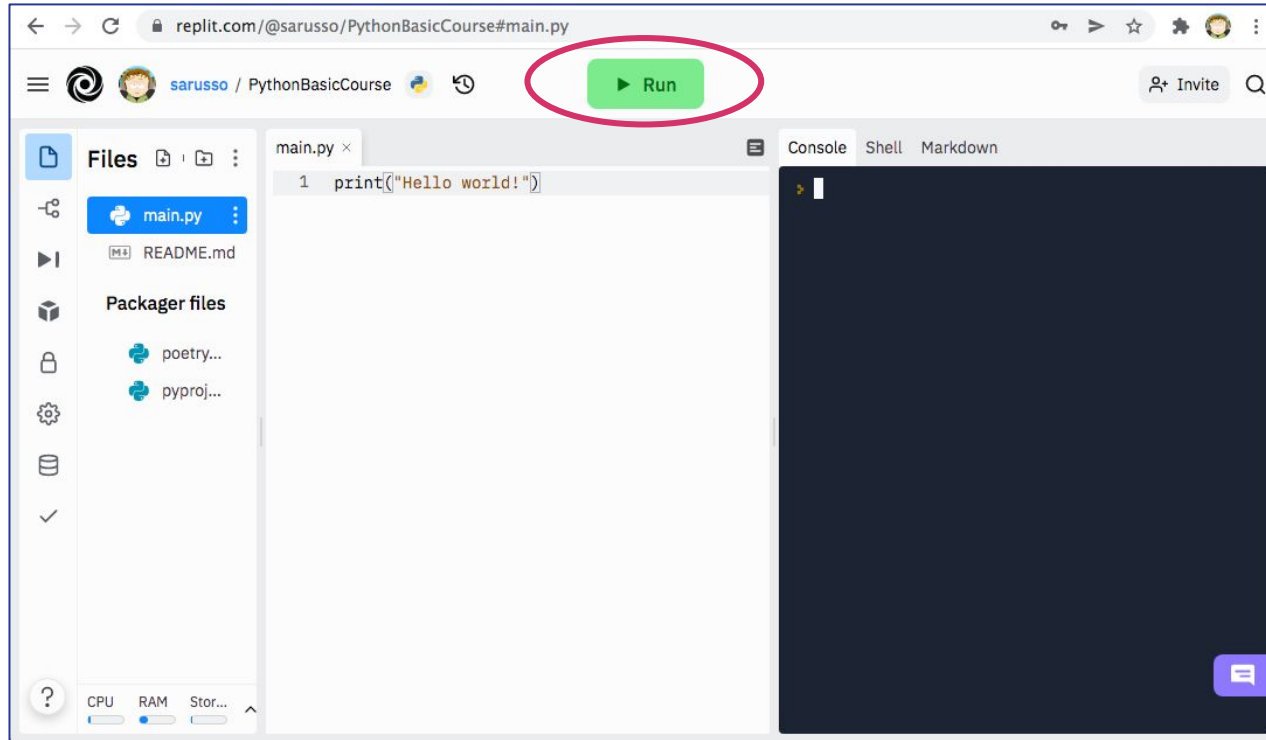 replit.com/@sarusso/PythonBasicCourse#main.py
sarusso / PythonBasicCourse
Run
Invite
Files
main.py
README.md
Packager files
poetry...
pyproj...
CPU RAM Stor...
main.py ×
1 print("Hello world!")
Console Shell Markdown